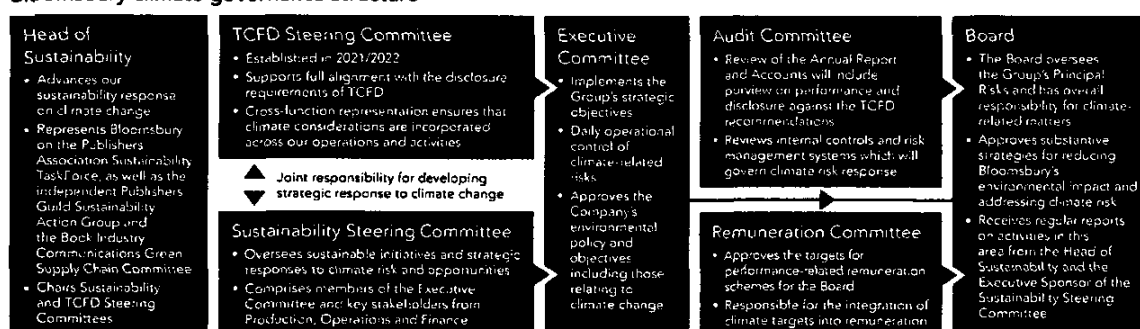 Head of
Sustainability
• Advances our
sustainability response
on climate change
• Represents Bloomsbury
on the Publishers
Association Sustainability
TaskForce, as well as the
independent Publishers
Guild Sustainability
Action Group and
the Book Industry
Communications Green
Supply Chain Committee
• Chairs Sustainability
and TCFD Steering
Committees
TCFD Steering Committee
• Established in 2021/2022
• Supports full alignment with the disclosure
requirements of TCFD
• Cross-function representation ensures that
climate considerations are incorporated
across our operations and activities
Joint responsibility for developing
strategic response to climate change
Sustainability Steering Committee
• Oversees sustainable initiatives and strategic
responses to climate risk and opportunities
• Comprises members of the Executive
Committee and key stakeholders from
Production, Operations and Finance
Executive
Committee
• Implements the
Group's strategic
objectives
• Daily operational
control of
climate-related
risks
• Approves the
Company's
environmental
policy and
objectives
including those
relating to
climate change
Audit Committee
• Review of the Annual Report
and Accounts will include
purview on performance and
disclosure against the TCFD
recommendations
• Reviews internal controls and risk
management systems which will
govern climate risk response
Remuneration Committee
• Approves the targets for
performance-related remuneration
schemes for the Board
• Responsible for the integration of
climate targets into remuneration
Board
• The Board oversees
the Group's Principal
Risks and has overall
responsibility for climate-
related matters
• Approves substantive
strategies for reducing
Bloomsbury's
environmental impact and
addressing climate risk
• Receives regular reports
on activities in this
area from the Head of
Sustainability and the
Executive Sponsor of the
Sustainability Steering
Committee